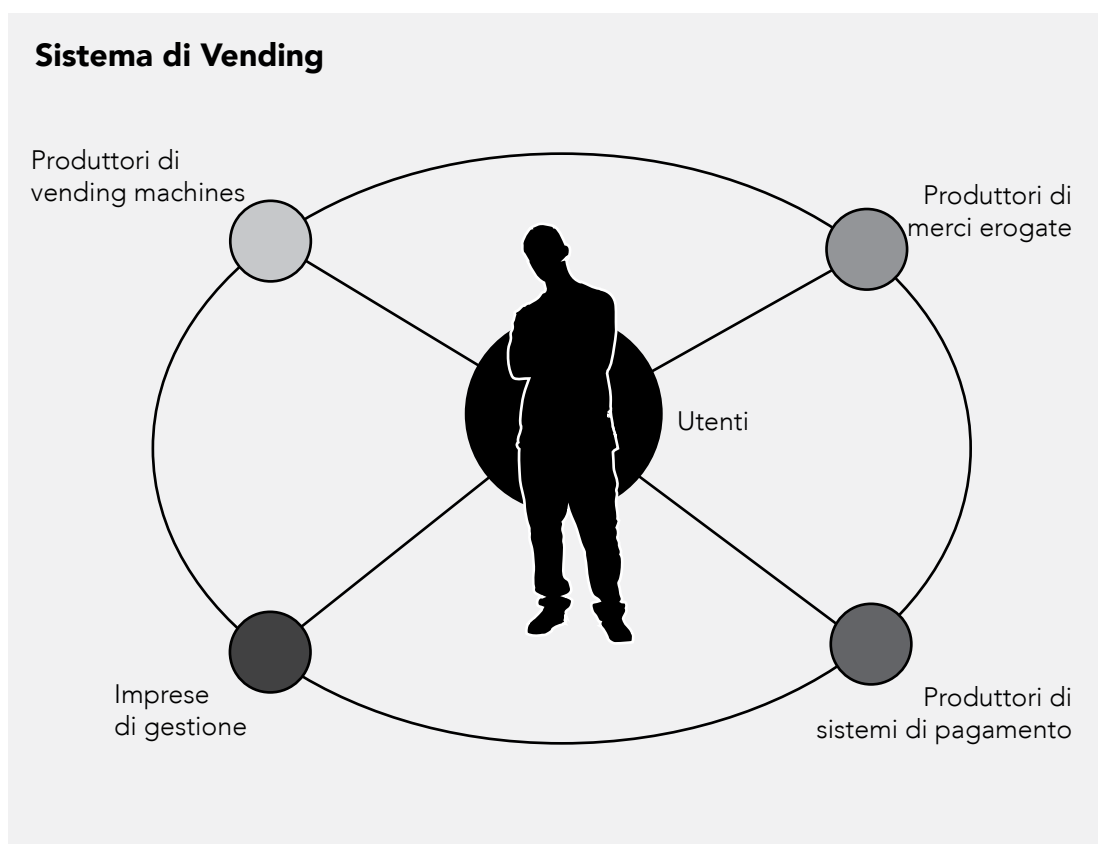 Sistema di Vending
Produttori di
vending machines
Produttori di
merci erogate
Utenti
Imprese
di gestione
Produttori di
sistemi di pagamento